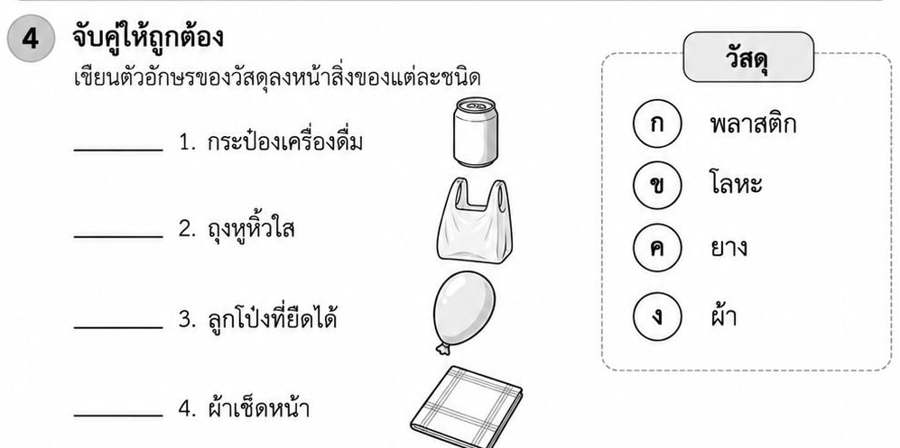 4 จับคู่ให้ถูกต้อง
เขียนตัวอักษรของวัสดุลงหน้าสิ่งของแต่ละชนิด
1. กระป๋องเครื่องดื่ม
2. ถุงหูหิ้วใส
3. ลูกโป่งที่ยืดได้
4. ผ้าเช็ดหน้า
วัสดุ
ก พลาสติก
ข โลหะ
ค ยาง
ง ผ้า